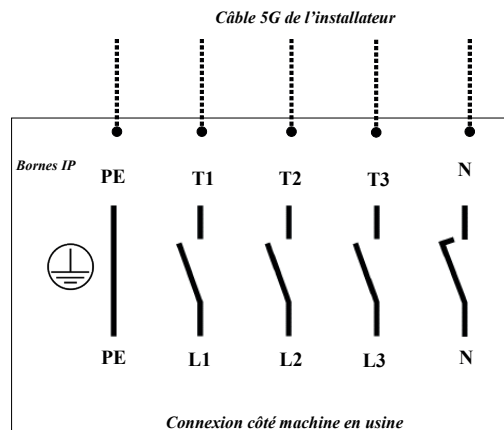 Câble 5G de l'installateur
Bornes IP
PE T1 T2 T3 N
PE L1 L2 L3 N
Connexion côté machine en usine